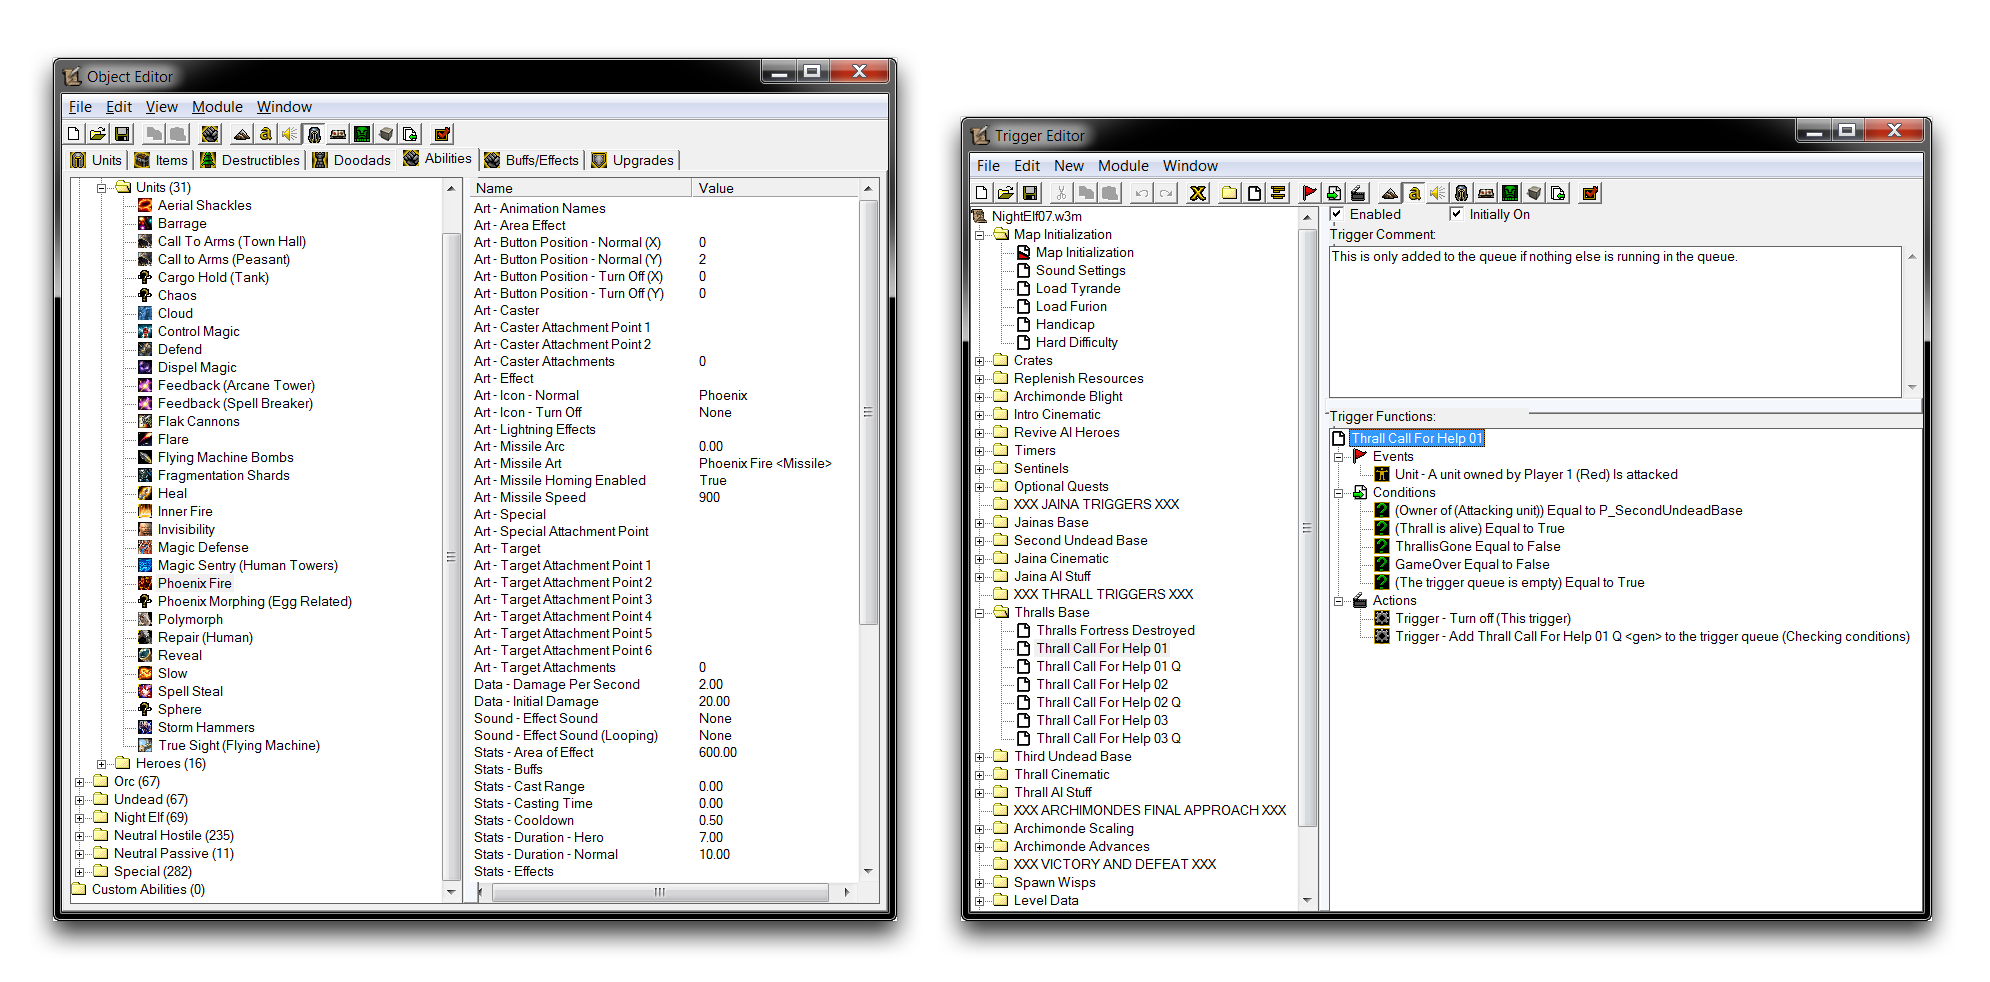 Object Editor
File Edit View Module Window
Units Items Destructibles Doodads Abilities Buffs/Effects Upgrades
Units (31)
Aerial Shackles
Barrage
Call To Arms (Town Hall)
Call to Arms (Peasant)
Cargo Hold (Tank)
Chaos
Cloud
Control Magic
Defend
Dispel Magic
Feedback (Arcane Tower)
Feedback (Spell Breaker)
Flak Cannons
Flare
Flying Machine Bombs
Fragmentation Shards
Heal
Inner Fire
Invisibility
Magic Defense
Magic Sentry (Human Towers)
Phoenix Fire
Phoenix Morphing (Egg Related)
Polymorph
Repair (Human)
Reveal
Slow
Spell Steal
Sphere
Storm Hammers
True Sight (Flying Machine)
Heroes (16)
Orc (67)
Undead (67)
Night Elf (69)
Neutral Hostile (235)
Neutral Passive (11)
Special (282)
Custom Abilities (0)
Name Value
Art - Animation Names
Art - Area Effect
Art - Button Position - Normal (X) 0
Art - Button Position - Normal (Y) 2
Art - Button Position - Turn Off (X) 0
Art - Button Position - Turn Off (Y) 0
Art - Caster
Art - Caster Attachment Point 1
Art - Caster Attachment Point 2
Art - Caster Attachments 0
Art - Effect
Art - Icon - Normal Phoenix
Art - Icon - Turn Off None
Art - Lightning Effects
Art - Missile Arc 0.00
Art - Missile Art Phoenix Fire <Missile>
Art - Missile Homing Enabled True
Art - Missile Speed 900
Art - Special
Art - Special Attachment Point
Art - Target
Art - Target Attachment Point 1
Art - Target Attachment Point 2
Art - Target Attachment Point 3
Art - Target Attachment Point 4
Art - Target Attachment Point 5
Art - Target Attachment Point 6
Art - Target Attachments 0
Data - Damage Per Second 2.00
Data - Initial Damage 20.00
Sound - Effect Sound None
Sound - Effect Sound (Looping) None
Stats - Area of Effect 600.00
Stats - Buffs
Stats - Cast Range 0.00
Stats - Casting Time 0.00
Stats - Cooldown 0.50
Stats - Duration - Hero 7.00
Stats - Duration - Normal 10.00
Stats - Effects
Trigger Editor
File Edit New Module Window
NightElf07.w3m
Map Initialization
Map Initialization
Sound Settings
Load Tyrande
Load Furion
Handicap
Hard Difficulty
Crates
Replenish Resources
Archimonde Blight
Intro Cinematic
Revive AI Heroes
Timers
Sentinels
Optional Quests
XXX JAINA TRIGGERS XXX
Jainas Base
Second Undead Base
Jaina Cinematic
Jaina AI Stuff
XXX THRALL TRIGGERS XXX
Thralls Base
Thralls Fortress Destroyed
Thrall Call For Help 01
Thrall Call For Help 01 Q
Thrall Call For Help 02
Thrall Call For Help 02 Q
Thrall Call For Help 03
Thrall Call For Help 03 Q
Third Undead Base
Thrall Cinematic
Thrall AI Stuff
XXX ARCHIMONDES FINAL APPROACH XXX
Archimonde Scaling
Archimonde Advances
XXX VICTORY AND DEFEAT XXX
Spawn Wisps
Level Data
Enabled Initially On
Trigger Comment:
This is only added to the queue if nothing else is running in the queue.
Trigger Functions:
Thrall Call For Help 01
Events
Unit - A unit owned by Player 1 (Red) Is attacked
Conditions
(Owner of (Attacking unit)) Equal to P_SecondUndeadBase
(Thrall is alive) Equal to True
ThrallisGone Equal to False
GameOver Equal to False
(The trigger queue is empty) Equal to True
Actions
Trigger - Turn off (This trigger)
Trigger - Add Thrall Call For Help 01 Q <gen> to the trigger queue (Checking conditions)